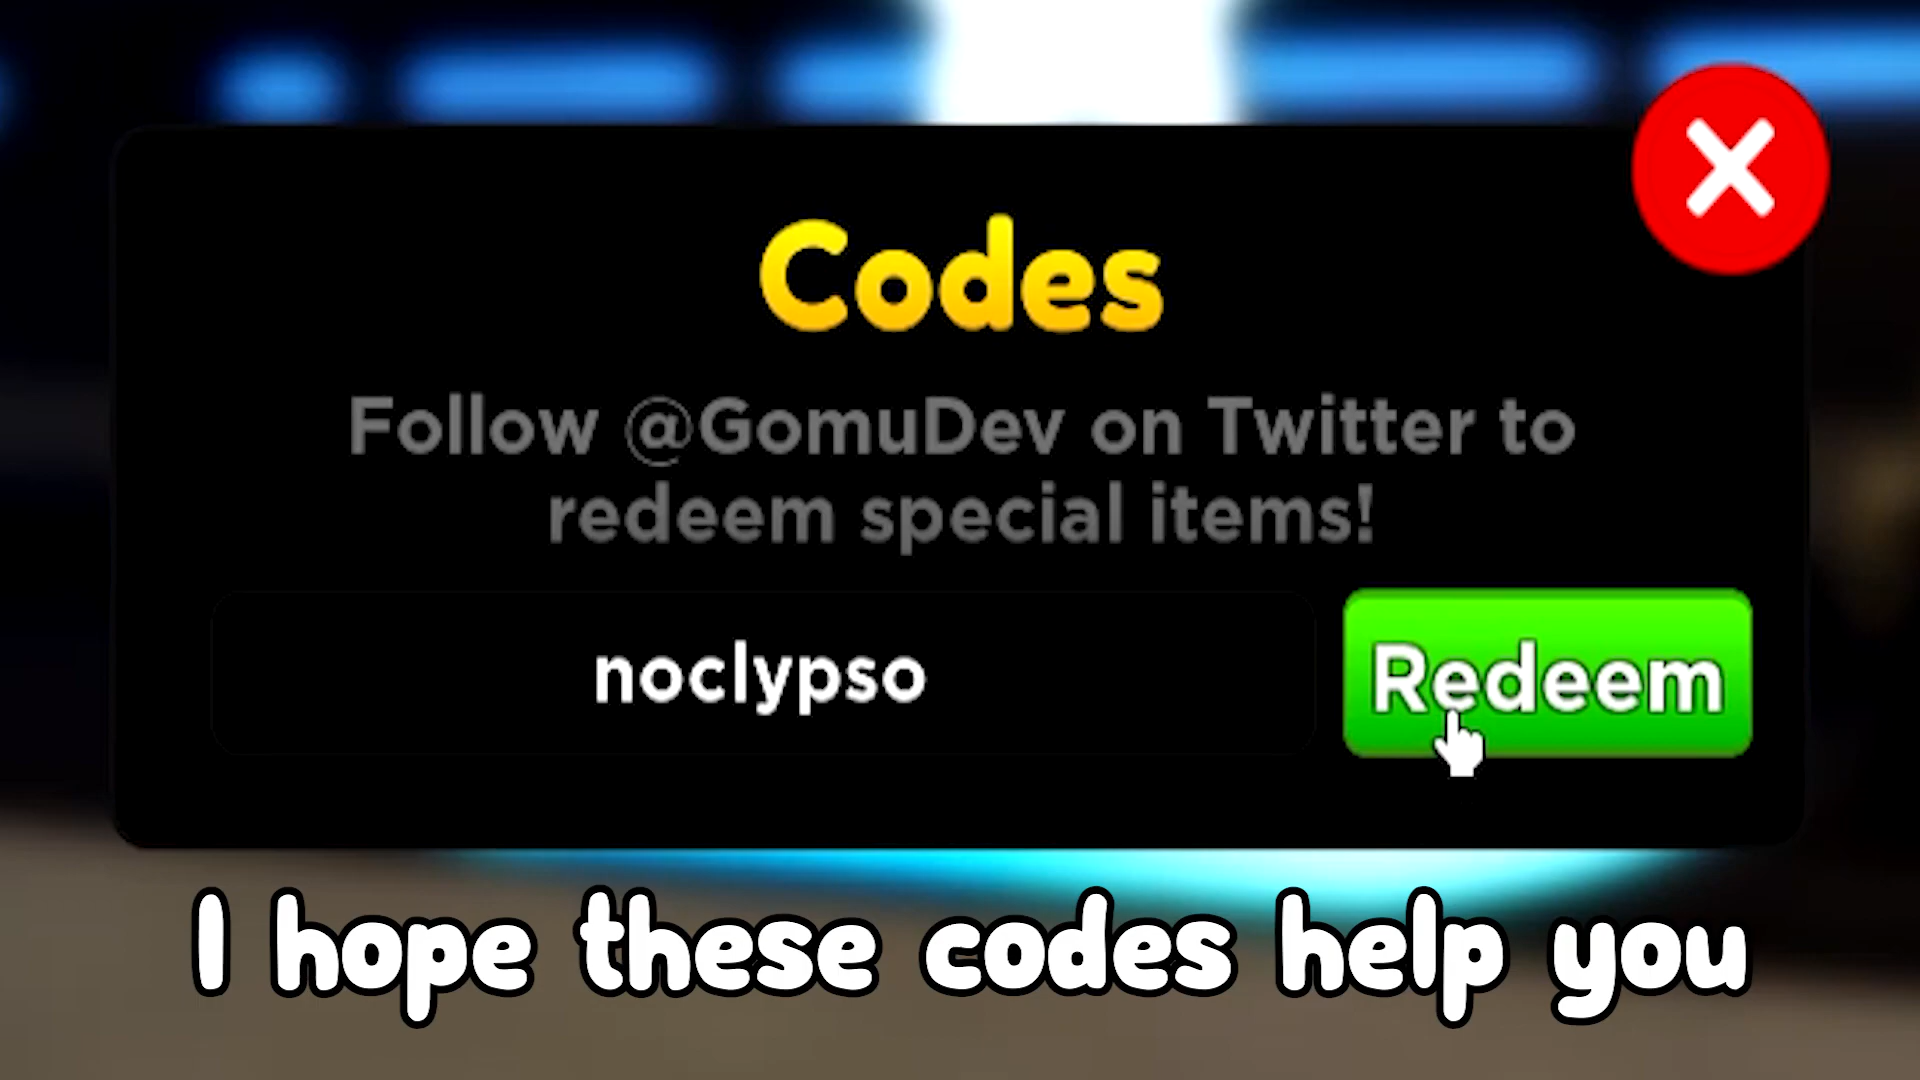 Codes
Follow @GomuDev on Twitter to
redeem special items!
noclypso
Redeem
I hope these codes help you